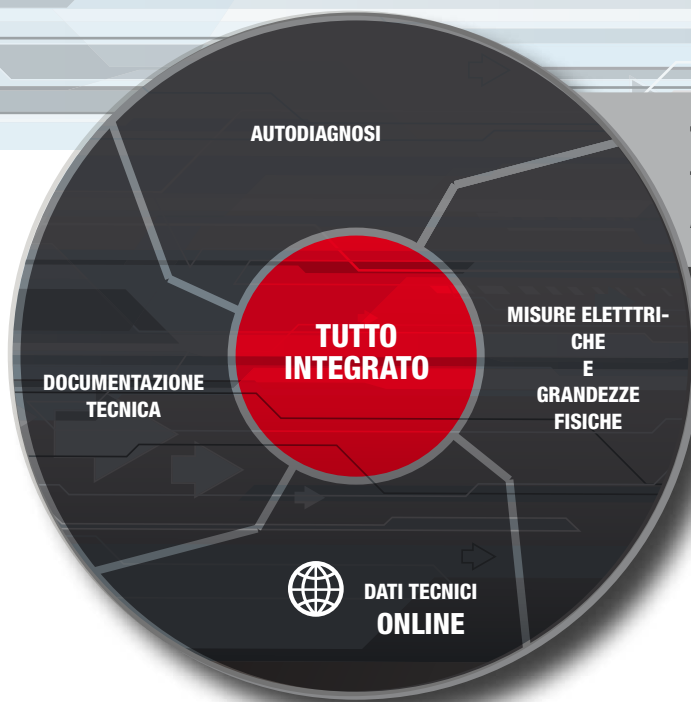 AUTODIAGNOSI
TUTTO
INTEGRATO
MISURE ELETTTRI-
CHE
E
GRANDEZZE
FISICHE
DOCUMENTAZIONE
TECNICA
DATI TECNICI
ONLINE